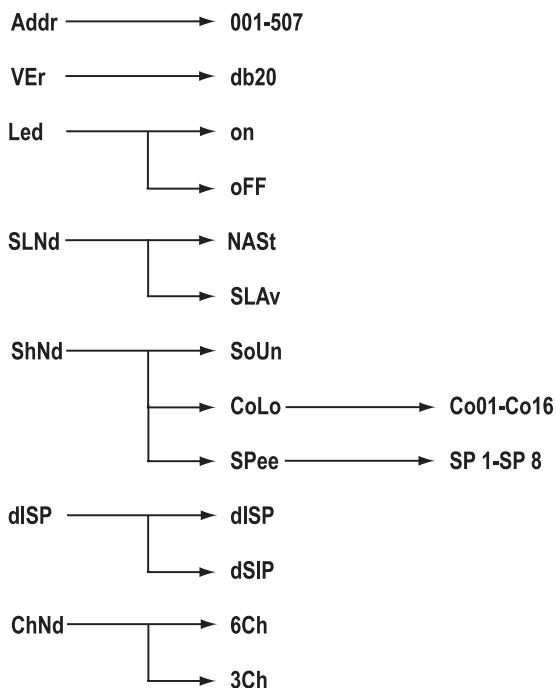 Addr 001-507
VEr db20
Led on
oFF
SLNd NASt
SLAv
ShNd SoUn
CoLo Co01-Co16
SPee SP 1-SP 8
dISP dISP
dSIP
ChNd 6Ch
3Ch